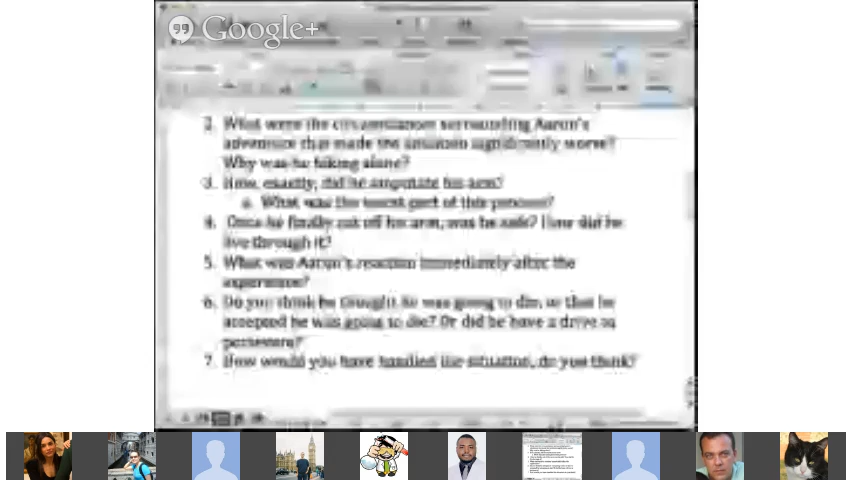 Google+
2. What were the circumstances surrounding Aaron's
adventure that made the situation significantly worse?
Why was he hiking alone?
3. How, exactly, did he amputate his arm?
a. What was the worst part of this process?
4. Once he finally cut off his arm, was he safe? How did he
live through it?
5. What was Aaron's reaction immediately after the
experience?
6. Do you think he thought he was going to die, or that he
accepted he was going to die? Or did he have a drive to
persevere?
7. How would you have handled the situation, do you think?